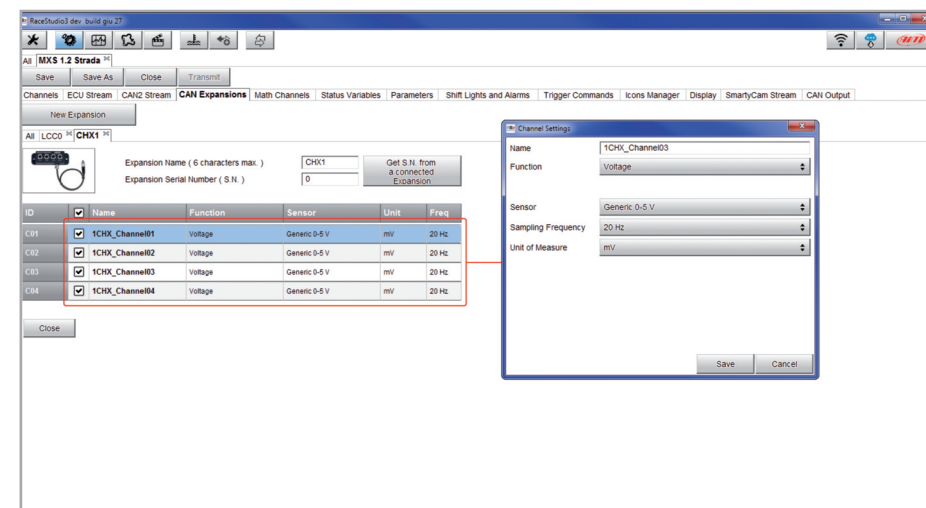 RaceStudio3 dev build giu 27
All MXS 1.2 Strada
Save Save As Close Transmit
Channels ECU Stream CAN2 Stream CAN Expansions Math Channels Status Variables Parameters Shift Lights and Alarms Trigger Commands Icons Manager Display SmartyCam Stream CAN Output
New Expansion
All LCC0 CHX1
Expansion Name ( 6 characters max. ) CHX1 Get S.N. from a connected Expansion
Expansion Serial Number ( S.N. ) 0
ID Name Function Sensor Unit Freq
C01 1CHX_Channel01 Voltage Generic 0-5 V mV 20 Hz
C02 1CHX_Channel02 Voltage Generic 0-5 V mV 20 Hz
C03 1CHX_Channel03 Voltage Generic 0-5 V mV 20 Hz
C04 1CHX_Channel04 Voltage Generic 0-5 V mV 20 Hz
Close
Channel Settings
Name 1CHX_Channel03
Function Voltage
Sensor Generic 0-5 V
Sampling Frequency 20 Hz
Unit of Measure mV
Save Cancel